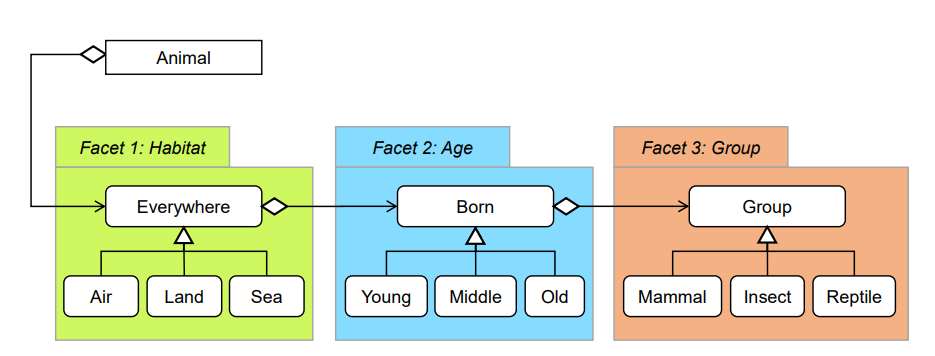 Animal
Facet 1: Habitat
Facet 2: Age
Facet 3: Group
Everywhere
Born
Group
Air
Land
Sea
Young
Middle
Old
Mammal
Insect
Reptile